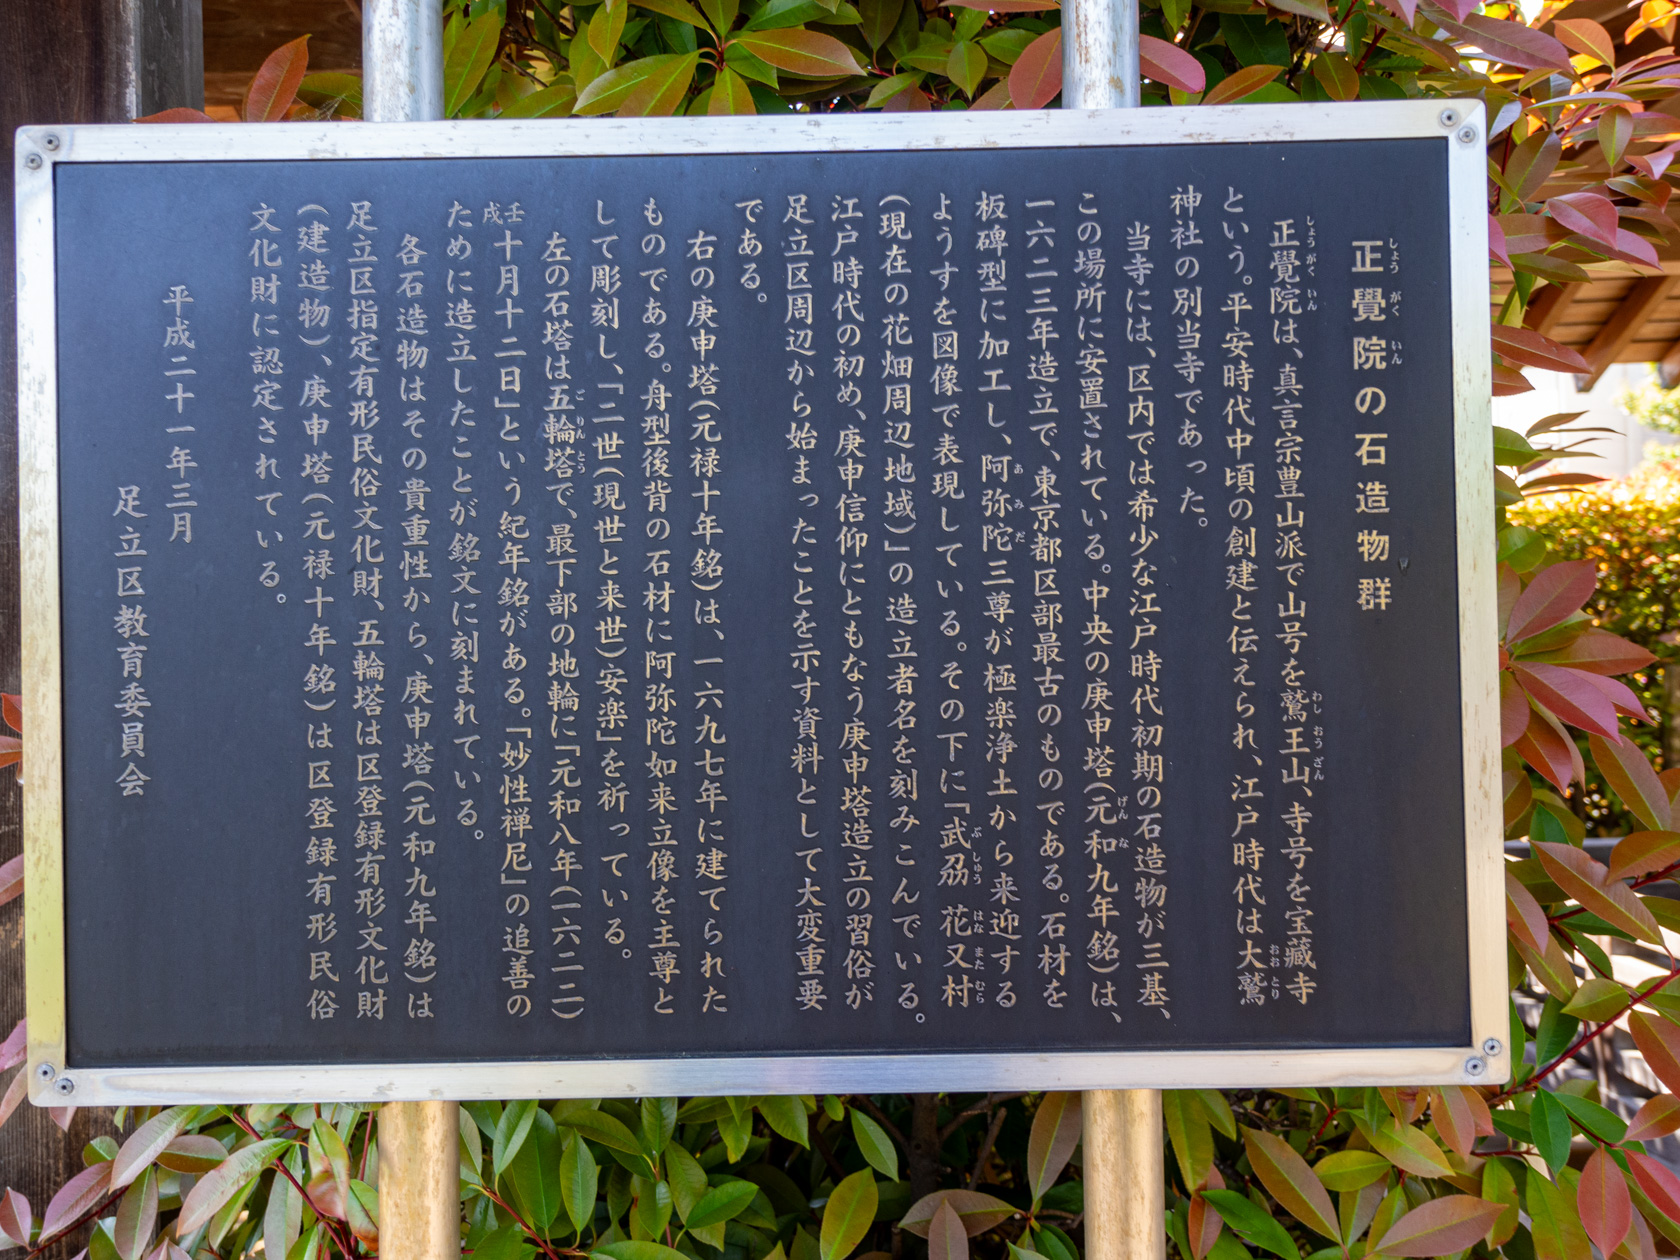 正覺院の石造物群
正覺院は、真言宗豊山派で山号を鷲王山、寺号を宝蔵寺
という。平安時代中頃の創建と伝えられ、江戸時代は大鷲
神社の別当寺であった。
当寺には、区内では希少な江戸時代初期の石造物が三基、
この場所に安置されている。中央の庚申塔(元和九年銘)は、
一六二三年造立で、東京都区部最古のものである。石材を
板碑型に加工し、阿弥陀三尊が極楽浄土から来迎する
ようすを図像で表現している。その下に「武刕 花又村
(現在の花畑周辺地域)」の造立者名を刻みこんでいる。
江戸時代の初め、庚申信仰にともなう庚申塔造立の習俗が
足立区周辺から始まったことを示す資料として大変重要
である。
右の庚申塔(元禄十年銘)は、一六九七年に建てられた
ものである。舟型後背の石材に阿弥陀如来立像を主尊と
して彫刻し、「二世(現世と来世)安楽」を祈っている。
左の石塔は五輪塔で、最下部の地輪に「元和八年(一六二二)
壬戌十月十二日」という紀年銘がある。「妙性禅尼」の追善の
ために造立したことが銘文に刻まれている。
各石造物はその貴重性から、庚申塔(元和九年銘)は
足立区指定有形民俗文化財、五輪塔は区登録有形文化財
(建造物)、庚申塔(元禄十年銘)は区登録有形民俗
文化財に認定されている。
平成二十一年三月
足立区教育委員会